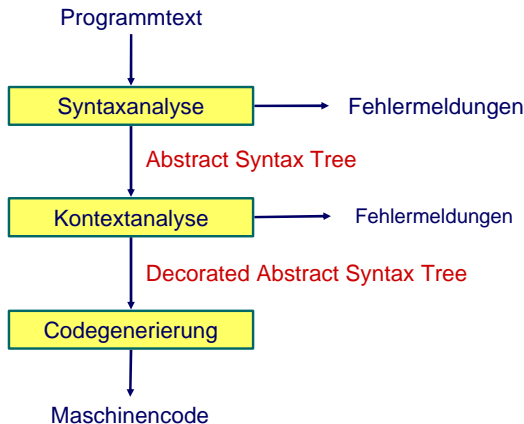 Programmtext
Syntaxanalyse
Fehlermeldungen
Abstract Syntax Tree
Kontextanalyse
Fehlermeldungen
Decorated Abstract Syntax Tree
Codegenerierung
Maschinencode